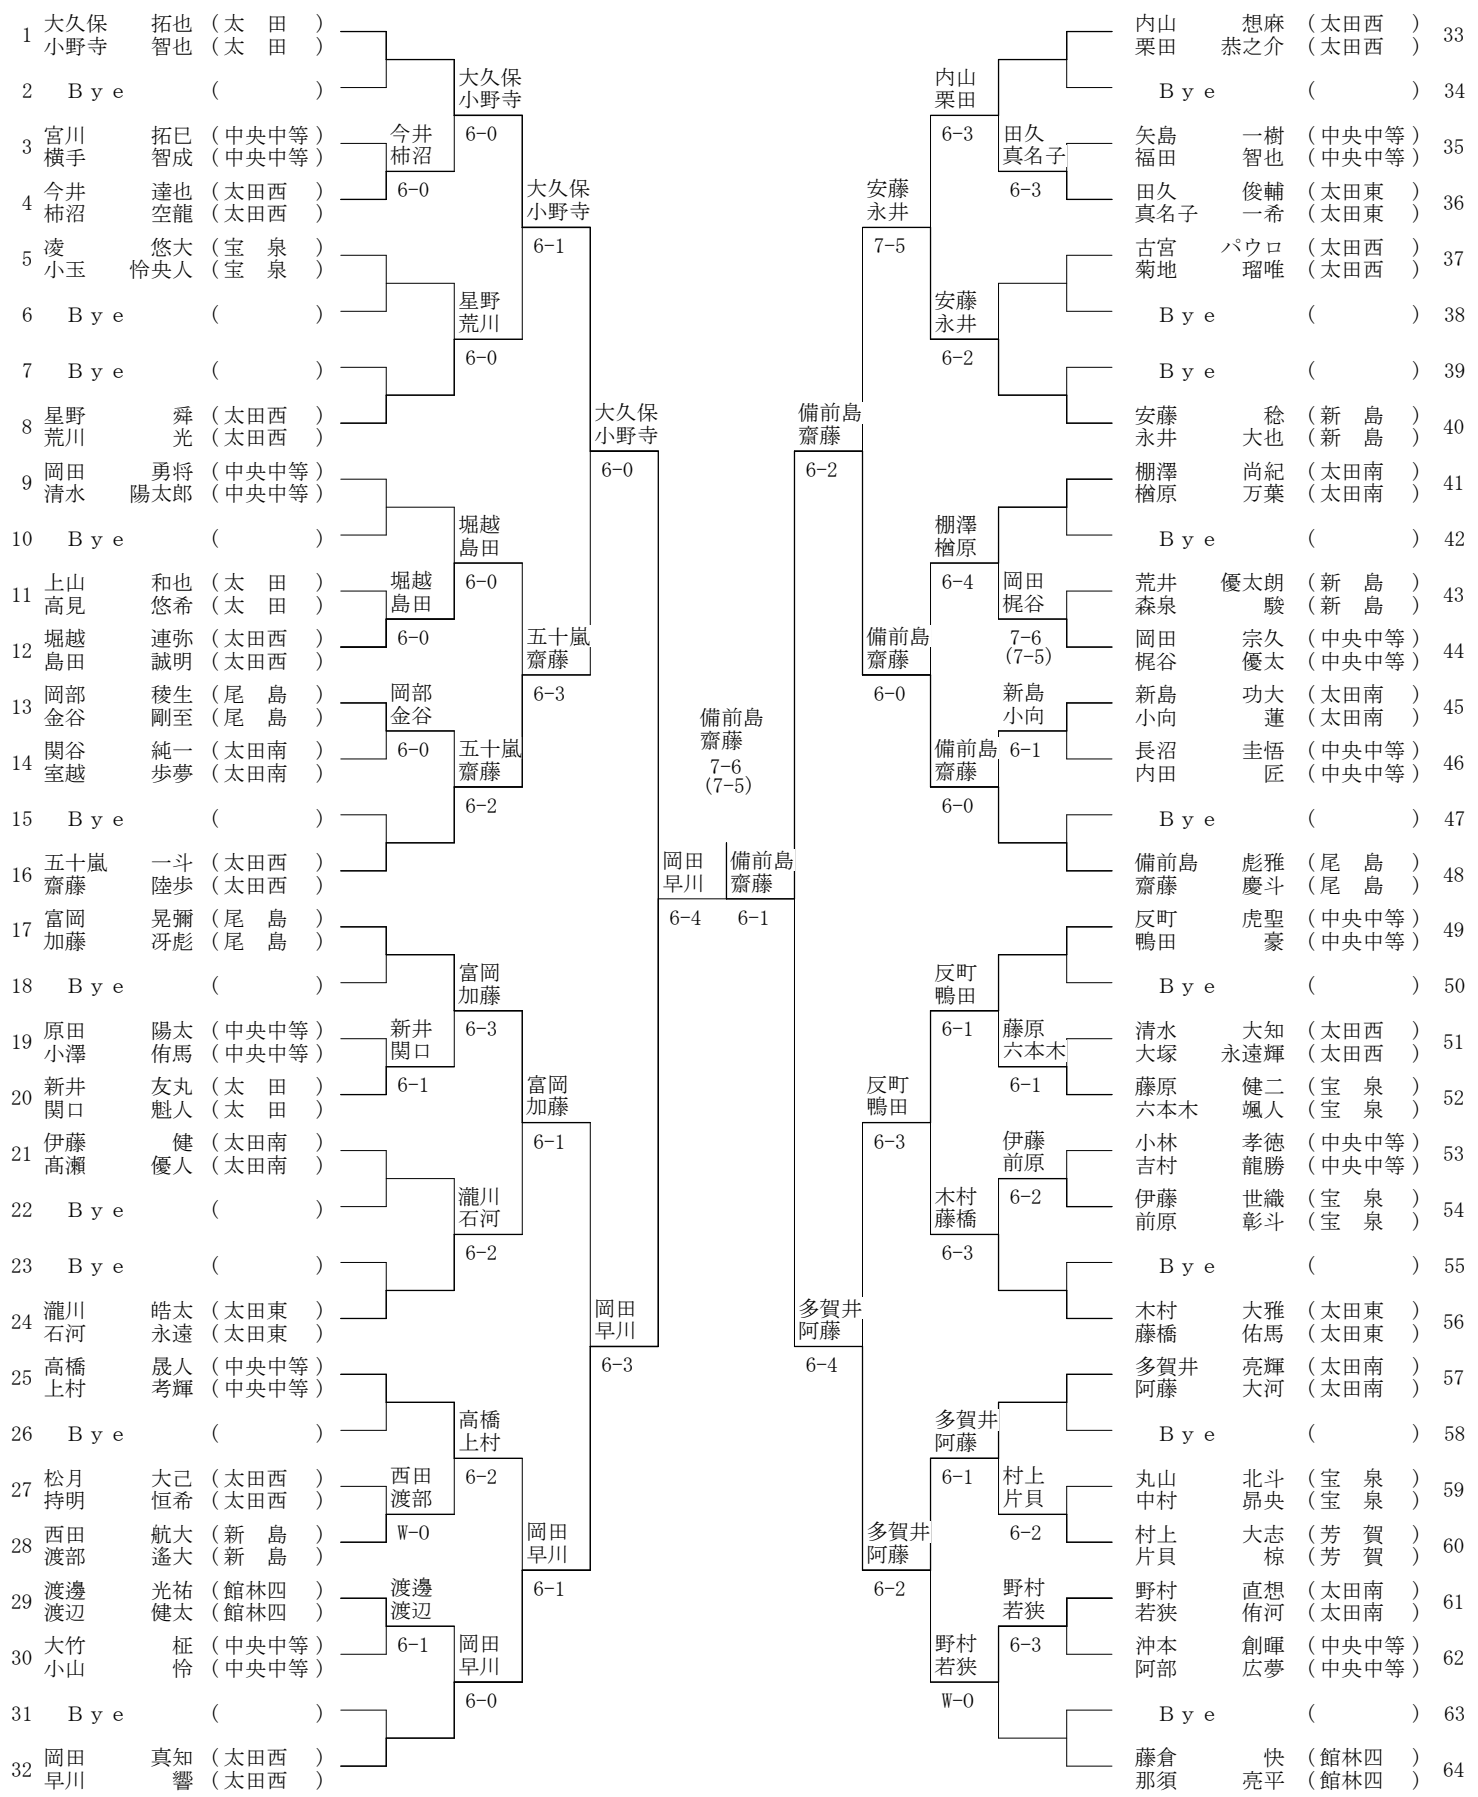 1 大久保 拓也 (太 田)
小野寺 智也 (太 田)
2 Bye ( )
3 宮川 拓巳 (中央中等)
横手 智成 (中央中等)
4 今井 達也 (太田西)
柿沼 空龍 (太田西)
5 凌 悠大 (宝 泉)
小玉 怜央人 (宝 泉)
6 Bye ( )
7 Bye ( )
8 星野 舜 (太田西)
荒川 光 (太田西)
9 岡田 勇将 (中央中等)
清水 陽太郎 (中央中等)
10 Bye ( )
11 上山 和也 (太 田)
高見 悠希 (太 田)
12 堀越 連弥 (太田西)
島田 誠明 (太田西)
13 岡部 稜生 (尾 島)
金谷 剛至 (尾 島)
14 関谷 純一 (太田南)
室越 歩夢 (太田南)
15 Bye ( )
16 五十嵐 一斗 (太田西)
齋藤 陸歩 (太田西)
17 富岡 晃彌 (尾 島)
加藤 冴彪 (尾 島)
18 Bye ( )
19 原田 陽太 (中央中等)
小澤 侑馬 (中央中等)
20 新井 友丸 (太 田)
関口 魁人 (太 田)
21 伊藤 健 (太田南)
髙瀨 優人 (太田南)
22 Bye ( )
23 Bye ( )
24 瀧川 皓太 (太田東)
石河 永遠 (太田東)
25 高橋 晟人 (中央中等)
上村 考輝 (中央中等)
26 Bye ( )
27 松月 大己 (太田西)
持明 恒希 (太田西)
28 西田 航大 (新 島)
渡部 遙大 (新 島)
29 渡邊 光祐 (館林四)
渡辺 健太 (館林四)
30 大竹 柾 (中央中等)
小山 怜 (中央中等)
31 Bye ( )
32 岡田 真知 (太田西)
早川 響 (太田西)
今井
柿沼
6-0
堀越
島田
6-0
岡部
金谷
6-0
新井
関口
6-1
西田
渡部
W-0
渡邊
渡辺
6-1
大久保
小野寺
6-0
星野
荒川
6-0
堀越
島田
6-0
五十嵐
齋藤
6-2
富岡
加藤
6-3
瀧川
石河
6-2
高橋
上村
6-2
岡田
早川
6-0
大久保
小野寺
6-1
五十嵐
齋藤
6-3
富岡
加藤
6-1
岡田
早川
6-1
大久保
小野寺
6-0
岡田
早川
6-3
岡田
早川
6-4
備前島
齋藤
7-6
(7-5)
備前島
齋藤
6-1
備前島
齋藤
6-2
多賀井
阿藤
6-4
安藤
永井
7-5
備前島
齋藤
6-0
反町
鴨田
6-3
多賀井
阿藤
6-2
内山
栗田
6-3
安藤
永井
6-2
棚澤
楢原
6-4
備前島
齋藤
6-0
反町
鴨田
6-1
木村
藤橋
6-3
多賀井
阿藤
6-1
野村
若狭
W-0
田久
真名子
6-3
岡田
梶谷
7-6
(7-5)
新島
小向
6-1
藤原
六本木
6-1
伊藤
前原
6-2
村上
片貝
6-2
野村
若狭
6-3
内山 想麻 (太田西) 33
栗田 恭之介 (太田西)
Bye ( ) 34
矢島 一樹 (中央中等) 35
福田 智也 (中央中等)
田久 俊輔 (太田東) 36
真名子 一希 (太田東)
古宮 パウロ (太田西) 37
菊地 瑠唯 (太田西)
Bye ( ) 38
Bye ( ) 39
安藤 稔 (新 島) 40
永井 大也 (新 島)
棚澤 尚紀 (太田南) 41
楢原 万葉 (太田南)
Bye ( ) 42
荒井 優太朗 (新 島) 43
森泉 駿 (新 島)
岡田 宗久 (中央中等) 44
梶谷 優太 (中央中等)
新島 功大 (太田南) 45
小向 蓮 (太田南)
長沼 圭悟 (中央中等) 46
内田 匠 (中央中等)
Bye ( ) 47
備前島 彪雅 (尾 島) 48
齋藤 慶斗 (尾 島)
反町 虎聖 (中央中等) 49
鴨田 豪 (中央中等)
Bye ( ) 50
清水 大知 (太田西) 51
大塚 永遠輝 (太田西)
藤原 健二 (宝 泉) 52
六本木 颯人 (宝 泉)
小林 孝徳 (中央中等) 53
吉村 龍勝 (中央中等)
伊藤 世織 (宝 泉) 54
前原 彰斗 (宝 泉)
Bye ( ) 55
木村 大雅 (太田東) 56
藤橋 佑馬 (太田東)
多賀井 亮輝 (太田南) 57
阿藤 大河 (太田南)
Bye ( ) 58
丸山 北斗 (宝 泉) 59
中村 昴央 (宝 泉)
村上 大志 (芳 賀) 60
片貝 椋 (芳 賀)
野村 直想 (太田南) 61
若狭 侑河 (太田南)
沖本 創暉 (中央中等) 62
阿部 広夢 (中央中等)
Bye ( ) 63
藤倉 快 (館林四) 64
那須 亮平 (館林四)